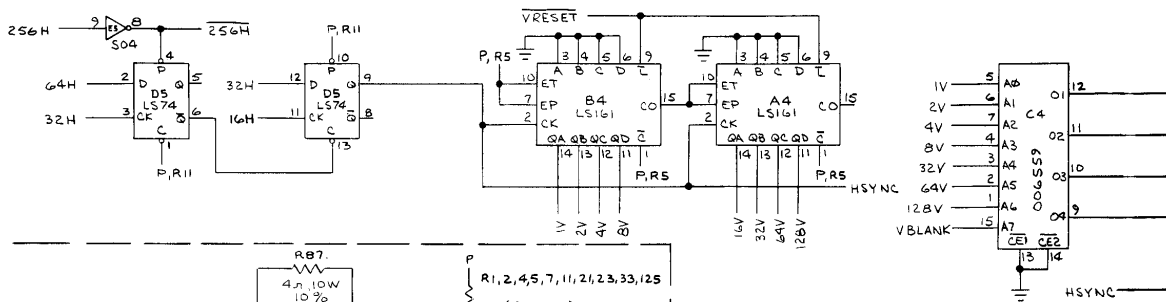 256H 9 E5 8 256H
S04
P,R11
VRESET
4 10
3 4 5 6 9
3 4 5 6 9
P
P
A B C D L
A B C D L
64H 2 D Q 5
32H 12 D Q 9
P,R5
10 ET
10 ET
1V 5 A0 O1 12
D5
D5
7 EP B4 CO 15
7 EP A4 CO 15
2V 6 A1
LS74
LS74
LS161
LS161
4V 7 A2 C4
32H 3 CK Q 6
16H 11 CK Q 8
2 CK
2 CK
8V 4 A3 O2 11
C
C
QA QB QC QD C
QA QB QC QD C
32V 3 A4 006559
1
13
14 13 12 11 1
14 13 12 11 1
64V 2 A5 O3 10
P,R11
P,R5
P,R5
128V 1 A6
HSYNC
VBLANK 15 A7 O4 9
1V 2V 4V 8V
16V 32V 64V 128V
CE1 CE2
13 14
R87.
4Ω,10W
10%
P
R1,2,4,5,7,11,21,23,33,125
HSYNC